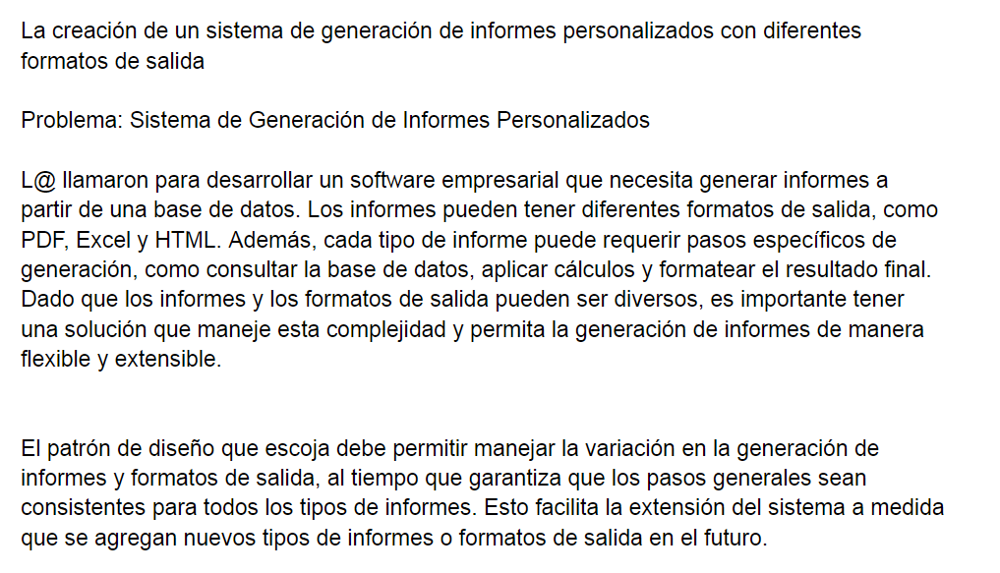 La creación de un sistema de generación de informes personalizados con diferentes
formatos de salida
Problema: Sistema de Generación de Informes Personalizados
L@ llamaron para desarrollar un software empresarial que necesita generar informes a
partir de una base de datos. Los informes pueden tener diferentes formatos de salida, como
PDF, Excel y HTML. Además, cada tipo de informe puede requerir pasos específicos de
generación, como consultar la base de datos, aplicar cálculos y formatear el resultado final.
Dado que los informes y los formatos de salida pueden ser diversos, es importante tener
una solución que maneje esta complejidad y permita la generación de informes de manera
flexible y extensible.
El patrón de diseño que escoja debe permitir manejar la variación en la generación de
informes y formatos de salida, al tiempo que garantiza que los pasos generales sean
consistentes para todos los tipos de informes. Esto facilita la extensión del sistema a medida
que se agregan nuevos tipos de informes o formatos de salida en el futuro.